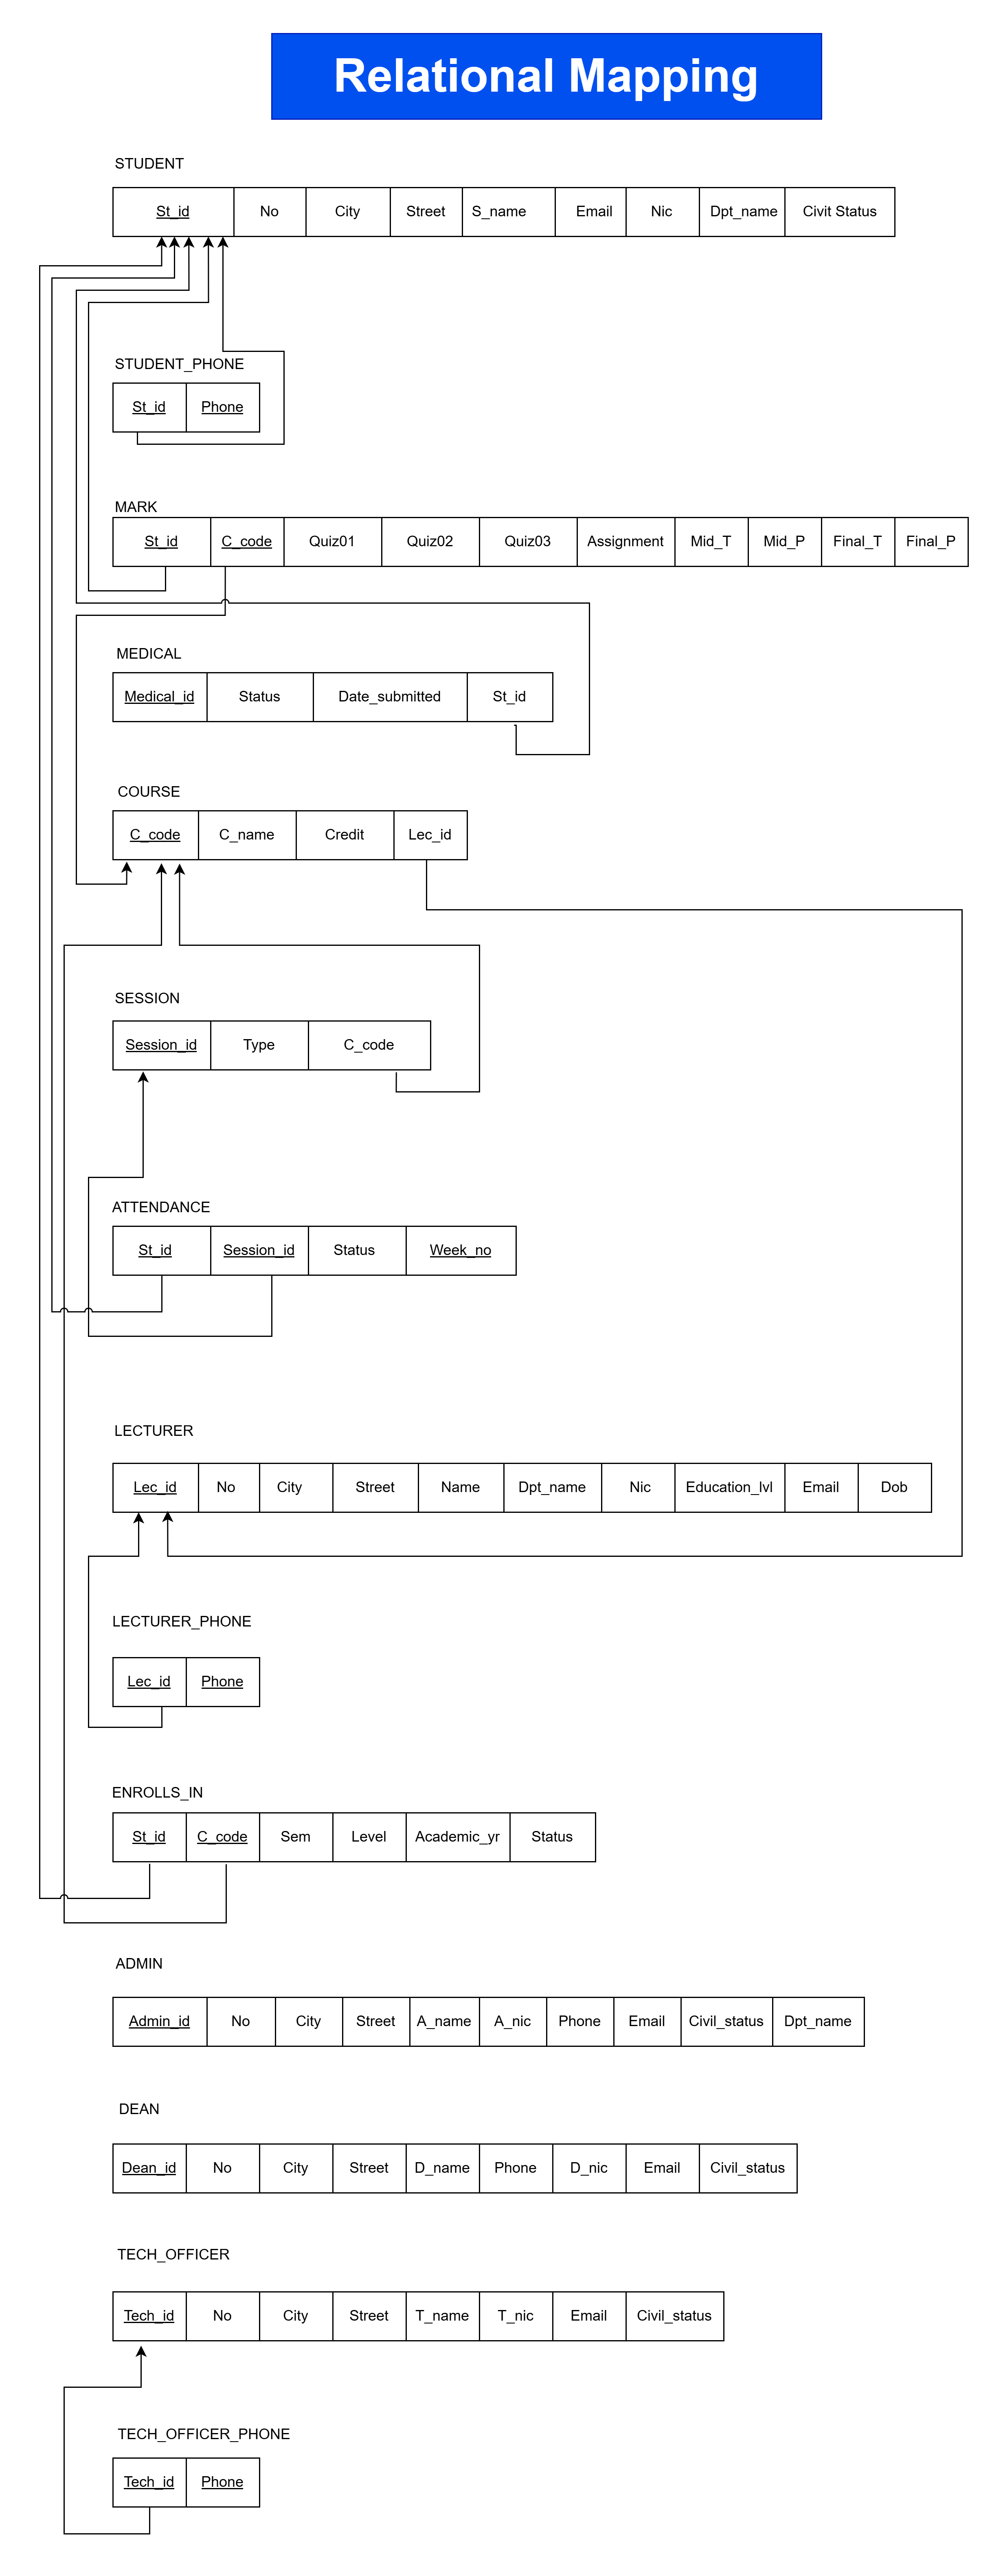 Relational Mapping
STUDENT
St_id No City Street S_name Email Nic Dpt_name Civit Status
STUDENT_PHONE
St_id Phone
MARK
St_id C_code Quiz01 Quiz02 Quiz03 Assignment Mid_T Mid_P Final_T Final_P
MEDICAL
Medical_id Status Date_submitted St_id
COURSE
C_code C_name Credit Lec_id
SESSION
Session_id Type C_code
ATTENDANCE
St_id Session_id Status Week_no
LECTURER
Lec_id No City Street Name Dpt_name Nic Education_lvl Email Dob
LECTURER_PHONE
Lec_id Phone
ENROLLS_IN
St_id C_code Sem Level Academic_yr Status
ADMIN
Admin_id No City Street A_name A_nic Phone Email Civil_status Dpt_name
DEAN
Dean_id No City Street D_name Phone D_nic Email Civil_status
TECH_OFFICER
Tech_id No City Street T_name T_nic Email Civil_status
TECH_OFFICER_PHONE
Tech_id Phone